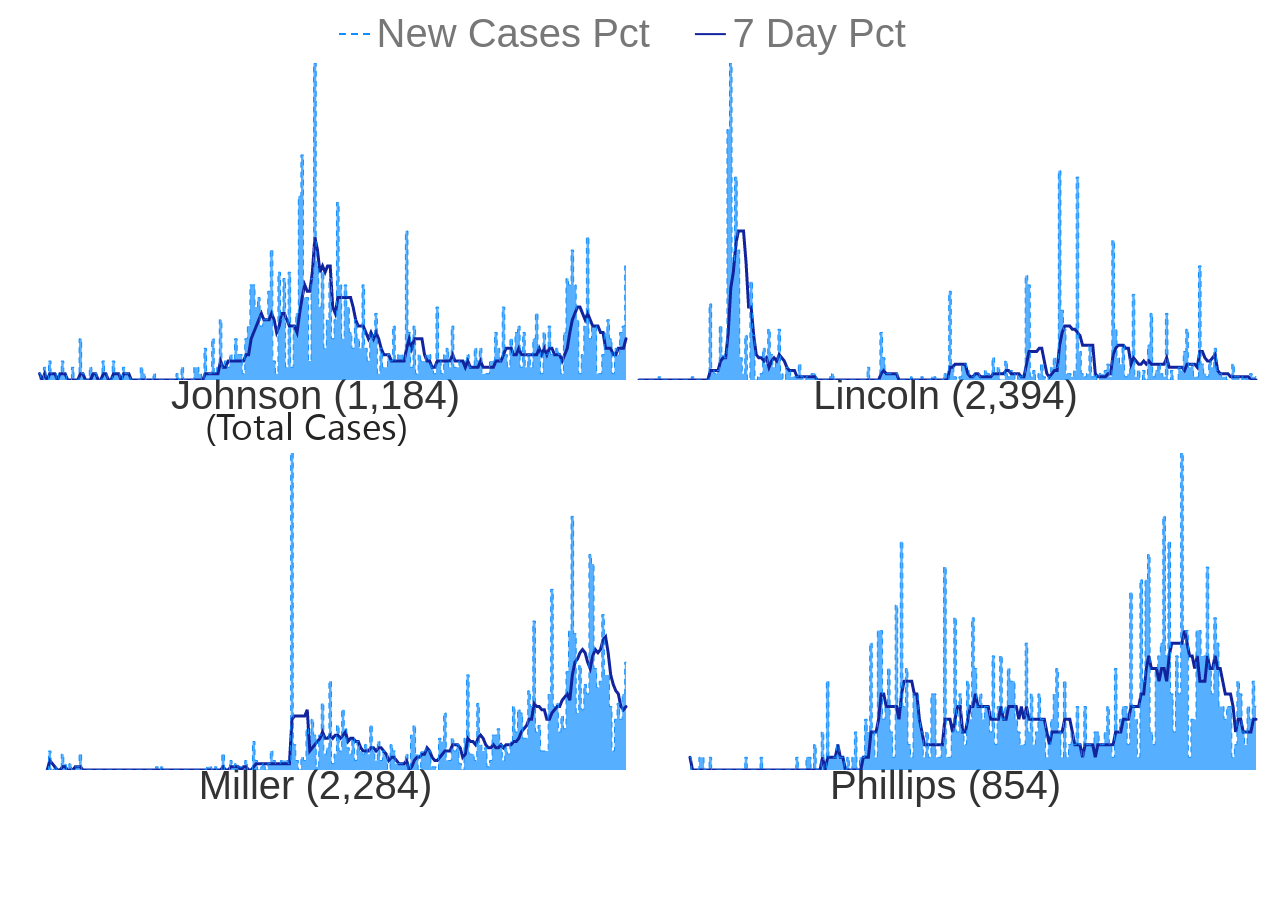 New Cases Pct 7 Day Pct
Johnson (1,184) Lincoln (2,394)
(Total Cases)
Miller (2,284) Phillips (854)